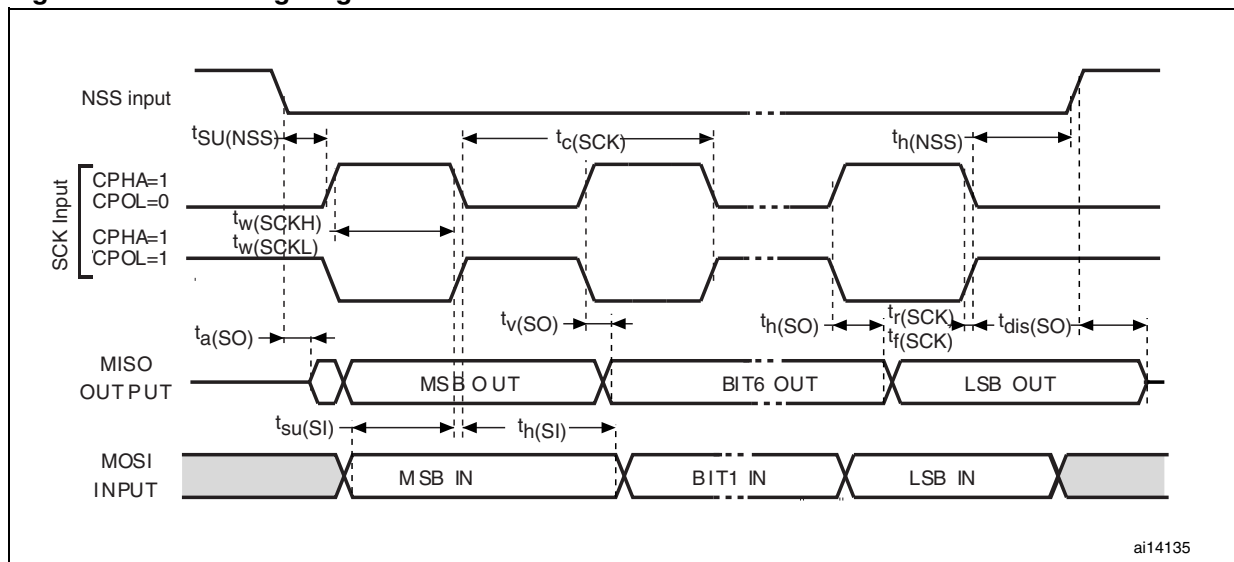 NSS input
tSU(NSS)
tc(SCK)
th(NSS)
SCK Input
CPHA=1
CPOL=0
tw(SCKH)
CPHA=1
tw(SCKL)
CPOL=1
ta(SO)
tv(SO)
th(SO)
tr(SCK)
tf(SCK)
tdis(SO)
MISO
OUTPUT
MSB OUT
BIT6 OUT
LSB OUT
tsu(SI)
th(SI)
MOSI
INPUT
MSB IN
BIT1 IN
LSB IN
ai14135